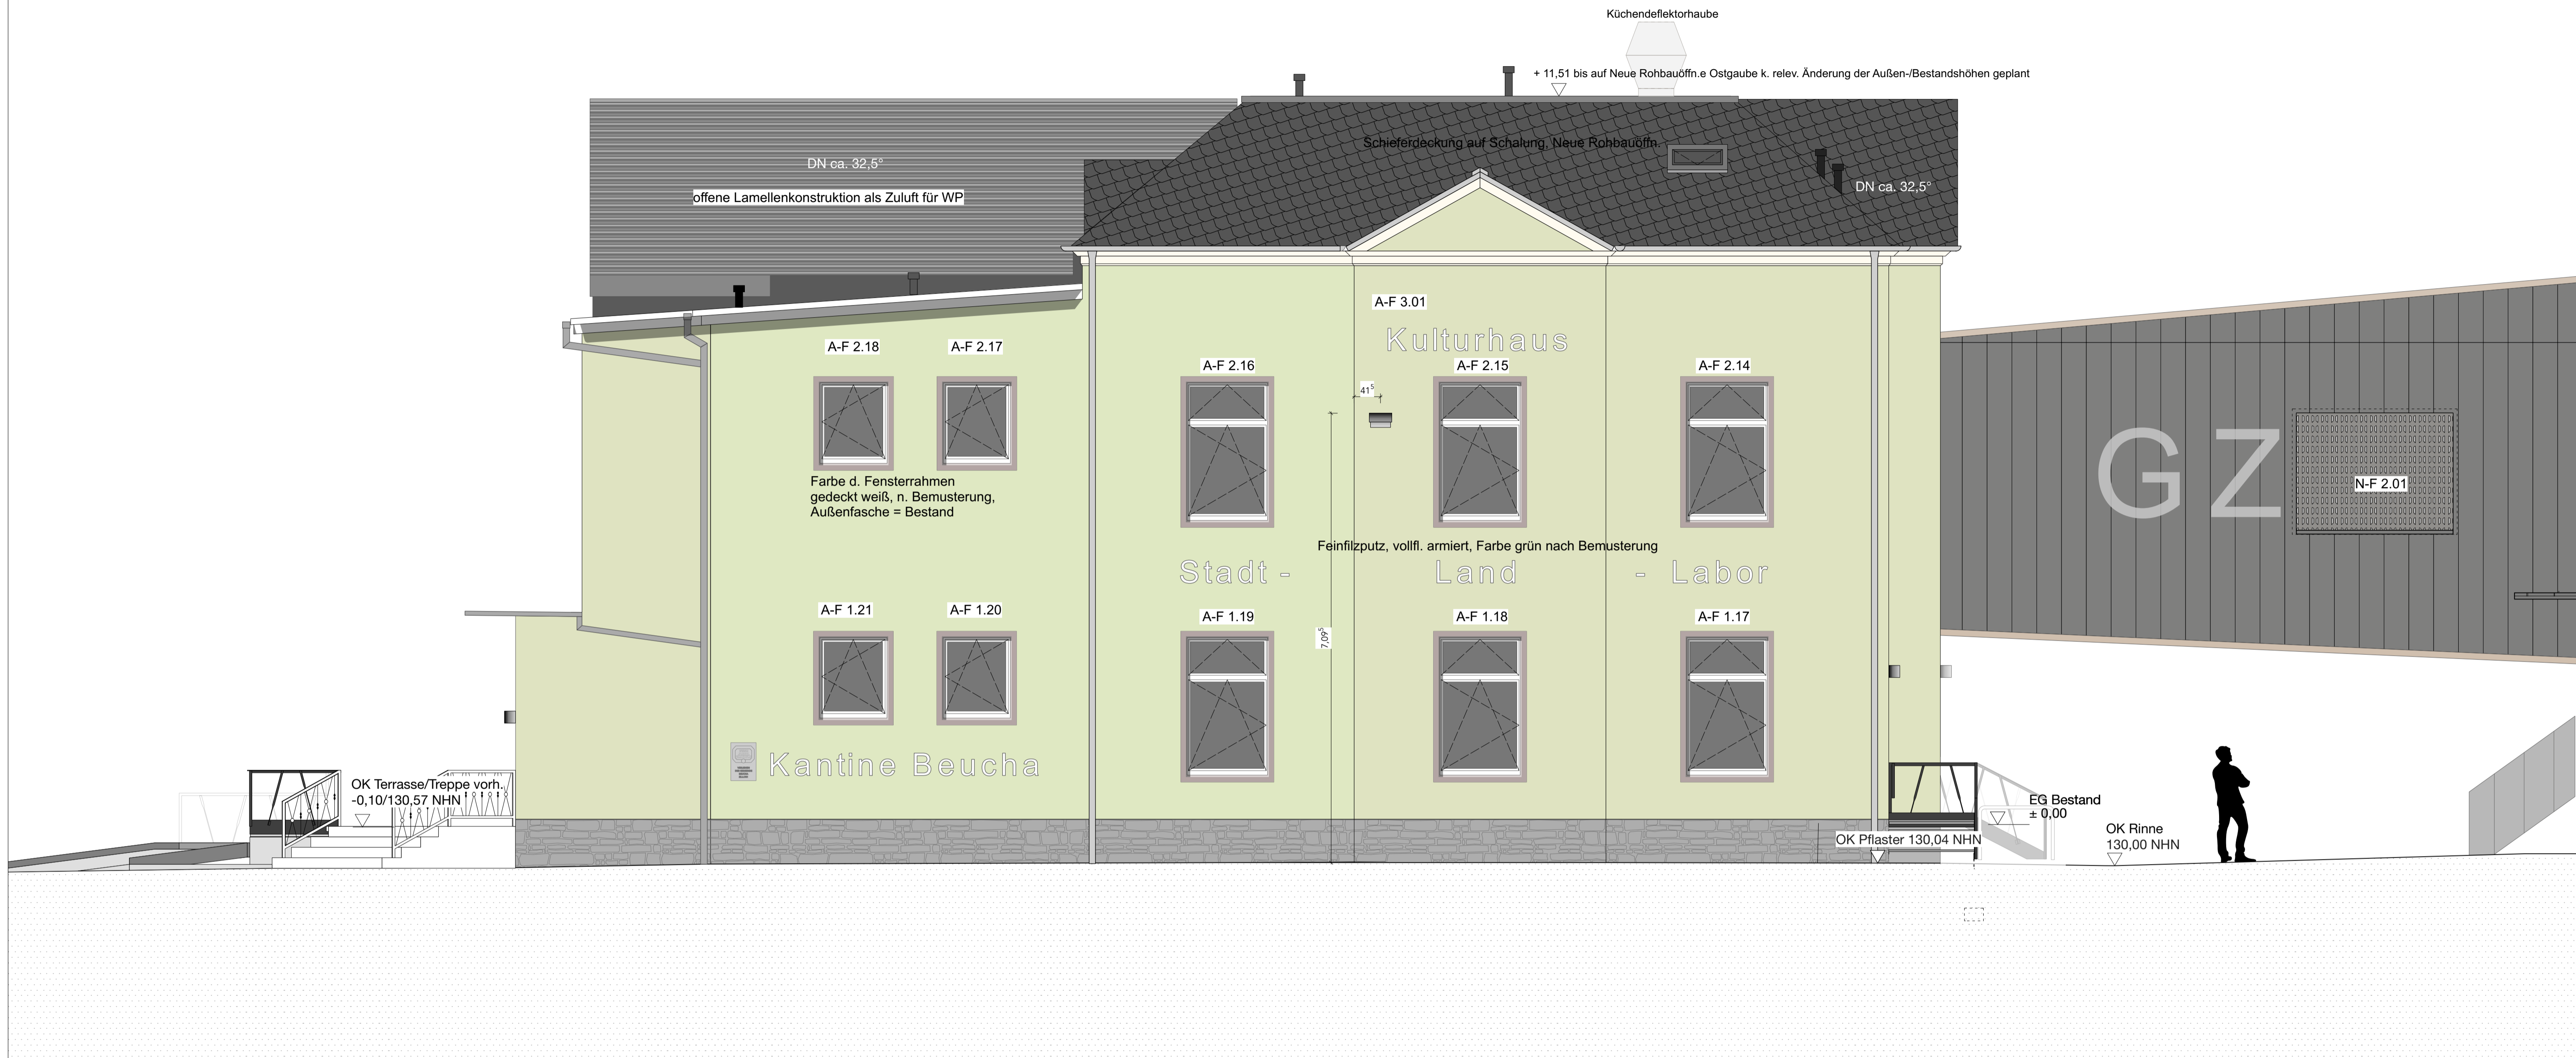 Küchendeflektorhaube
+ 11,51 bis auf Neue Rohbauöffn.e Ostgaube k. relev. Änderung der Außen-/Bestandshöhen geplant
Schieferdeckung auf Schalung, Neue Rohbauöffn.
DN ca. 32,5°
DN ca. 32,5°
offene Lamellenkonstruktion als Zuluft für WP
A-F 3.01
Kulturhaus
A-F 2.18
A-F 2.17
A-F 2.16
A-F 2.15
A-F 2.14
41⁵
Farbe d. Fensterrahmen
gedeckt weiß, n. Bemusterung,
Außenfasche = Bestand
GZ
N-F 2.01
Feinfilzputz, vollfl. armiert, Farbe grün nach Bemusterung
Stadt - Land - Labor
A-F 1.21
A-F 1.20
A-F 1.19
A-F 1.18
A-F 1.17
7,09⁵
Kantine Beucha
OK Terrasse/Treppe vorh.
-0,10/130,57 NHN
EG Bestand
± 0,00
OK Pflaster 130,04 NHN
OK Rinne
130,00 NHN